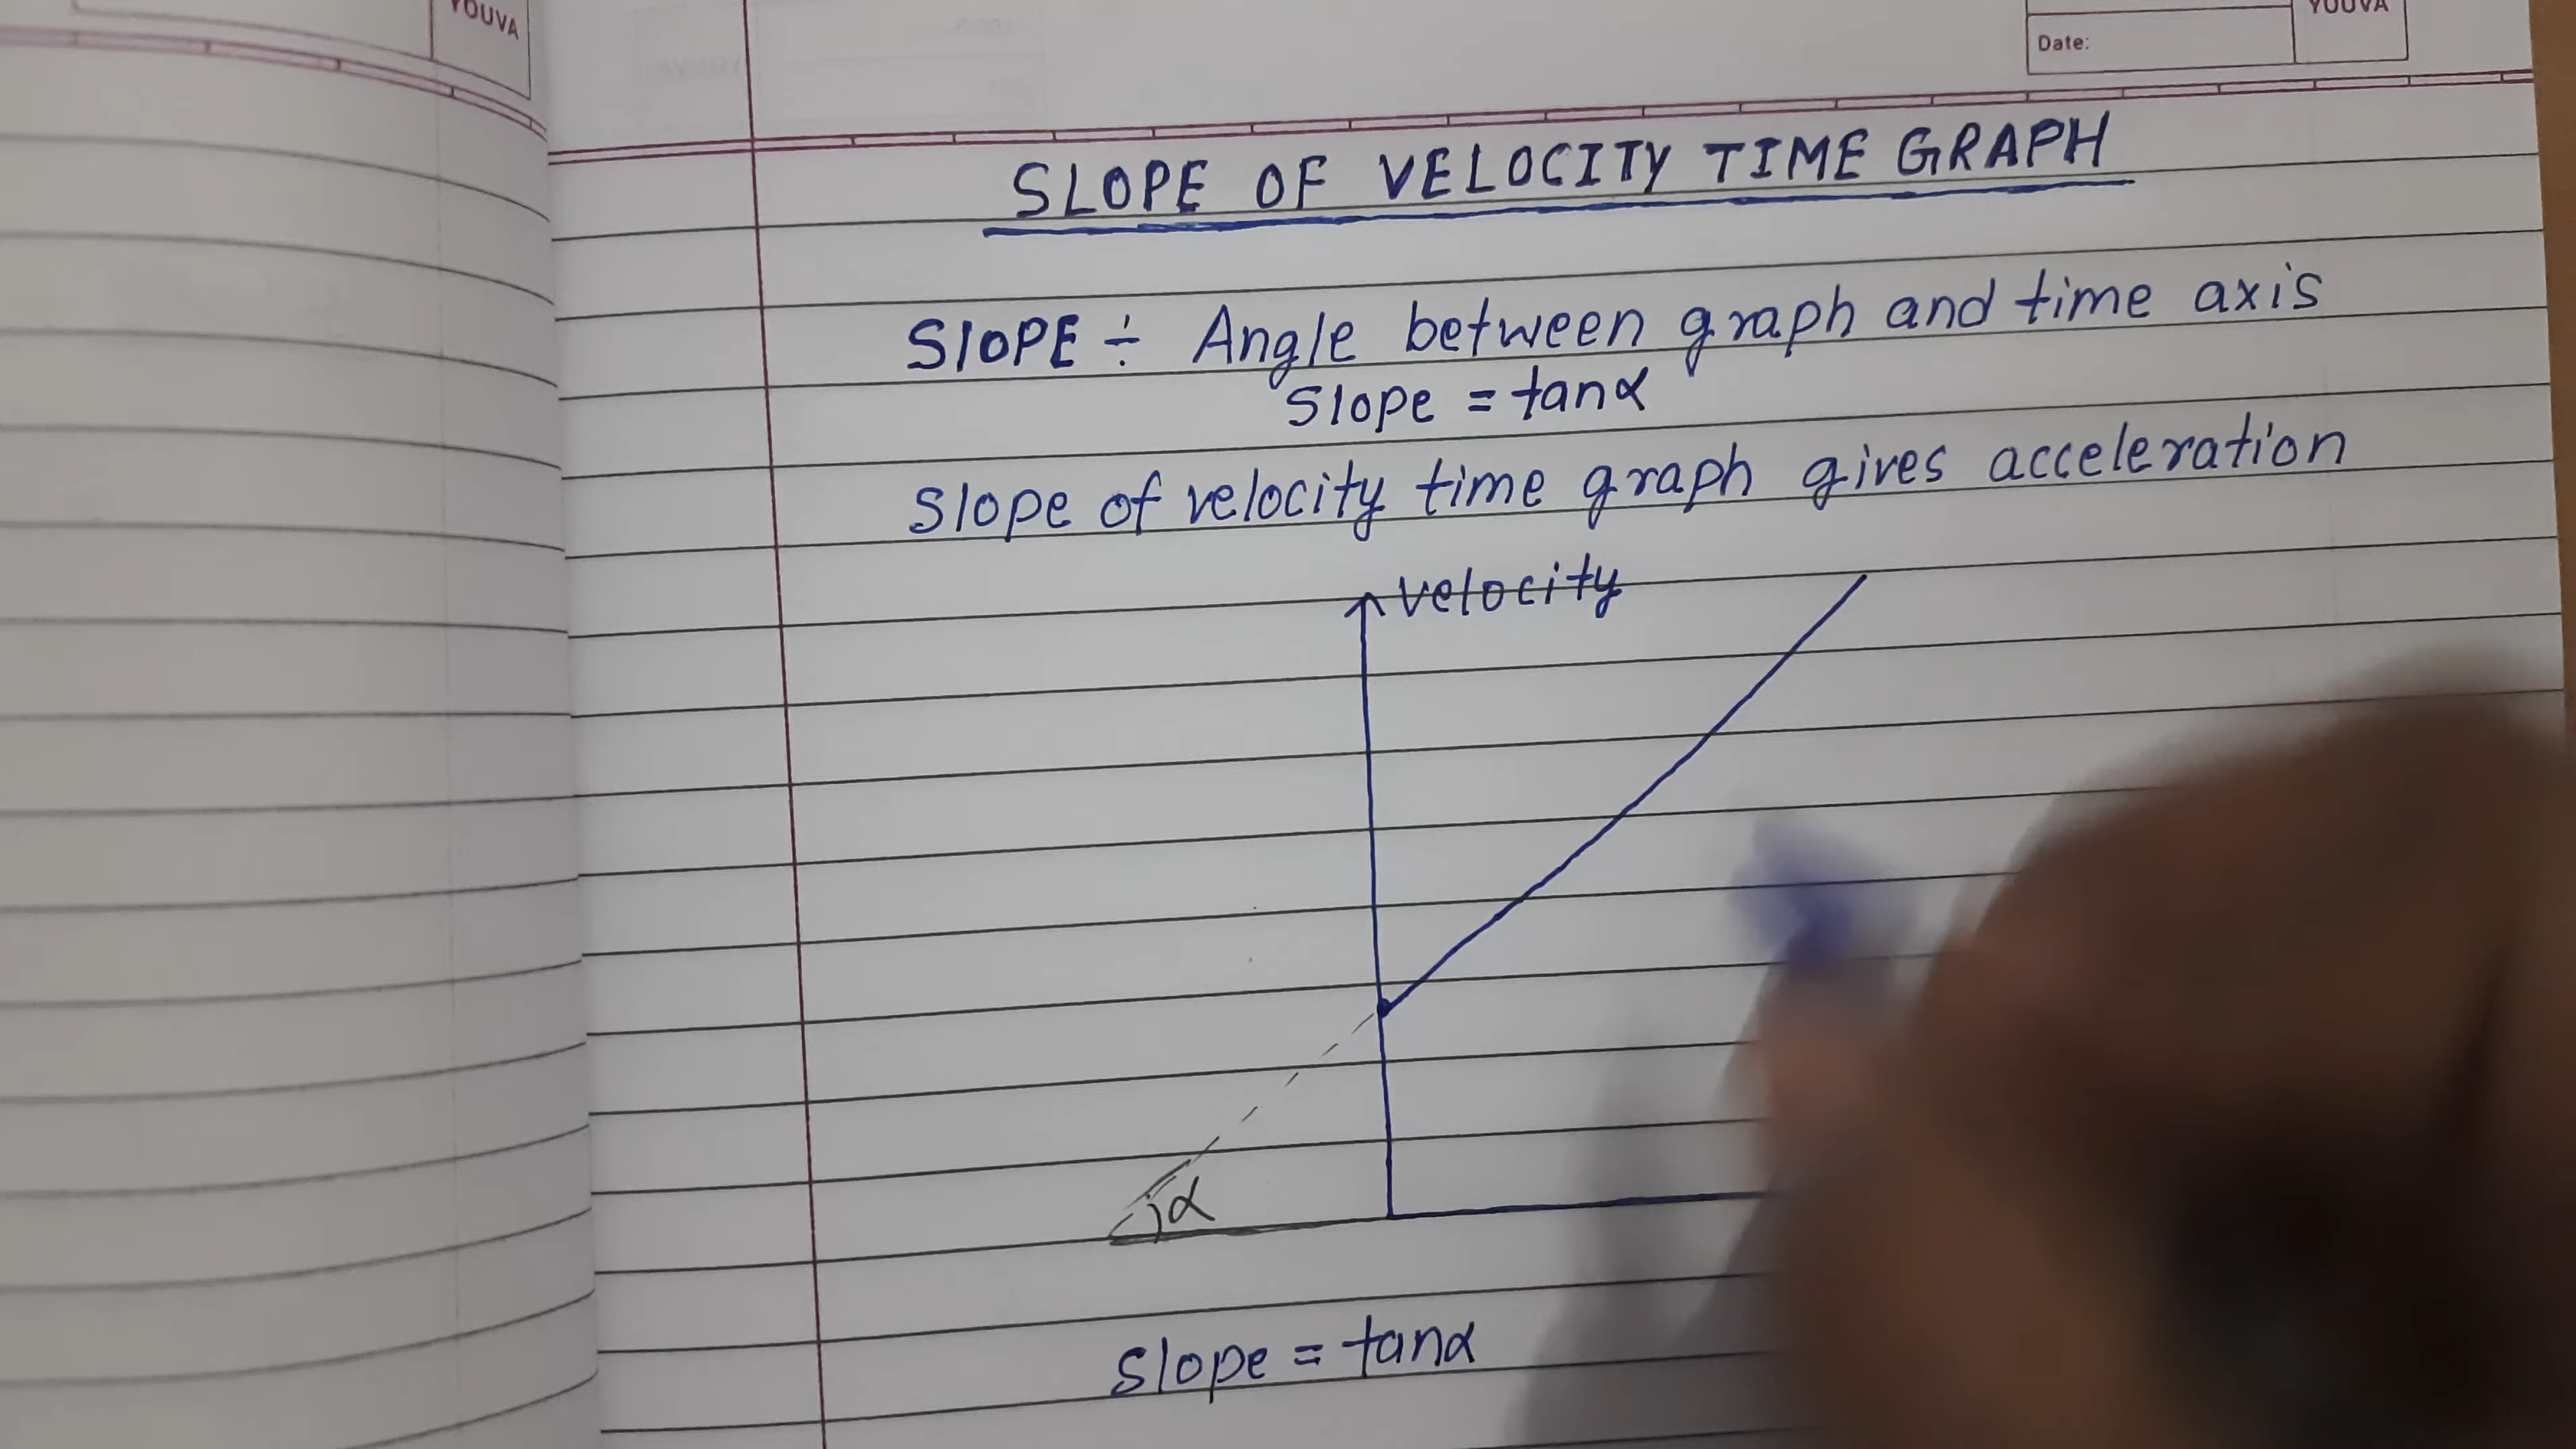 YOUVA
YOUVA
Date:
SLOPE OF VELOCITY TIME GRAPH
SlOPE ÷ Angle between graph and time axis
Slope = tanα
Slope of velocity time graph gives acceleration
velocity
α
Slope = tanα